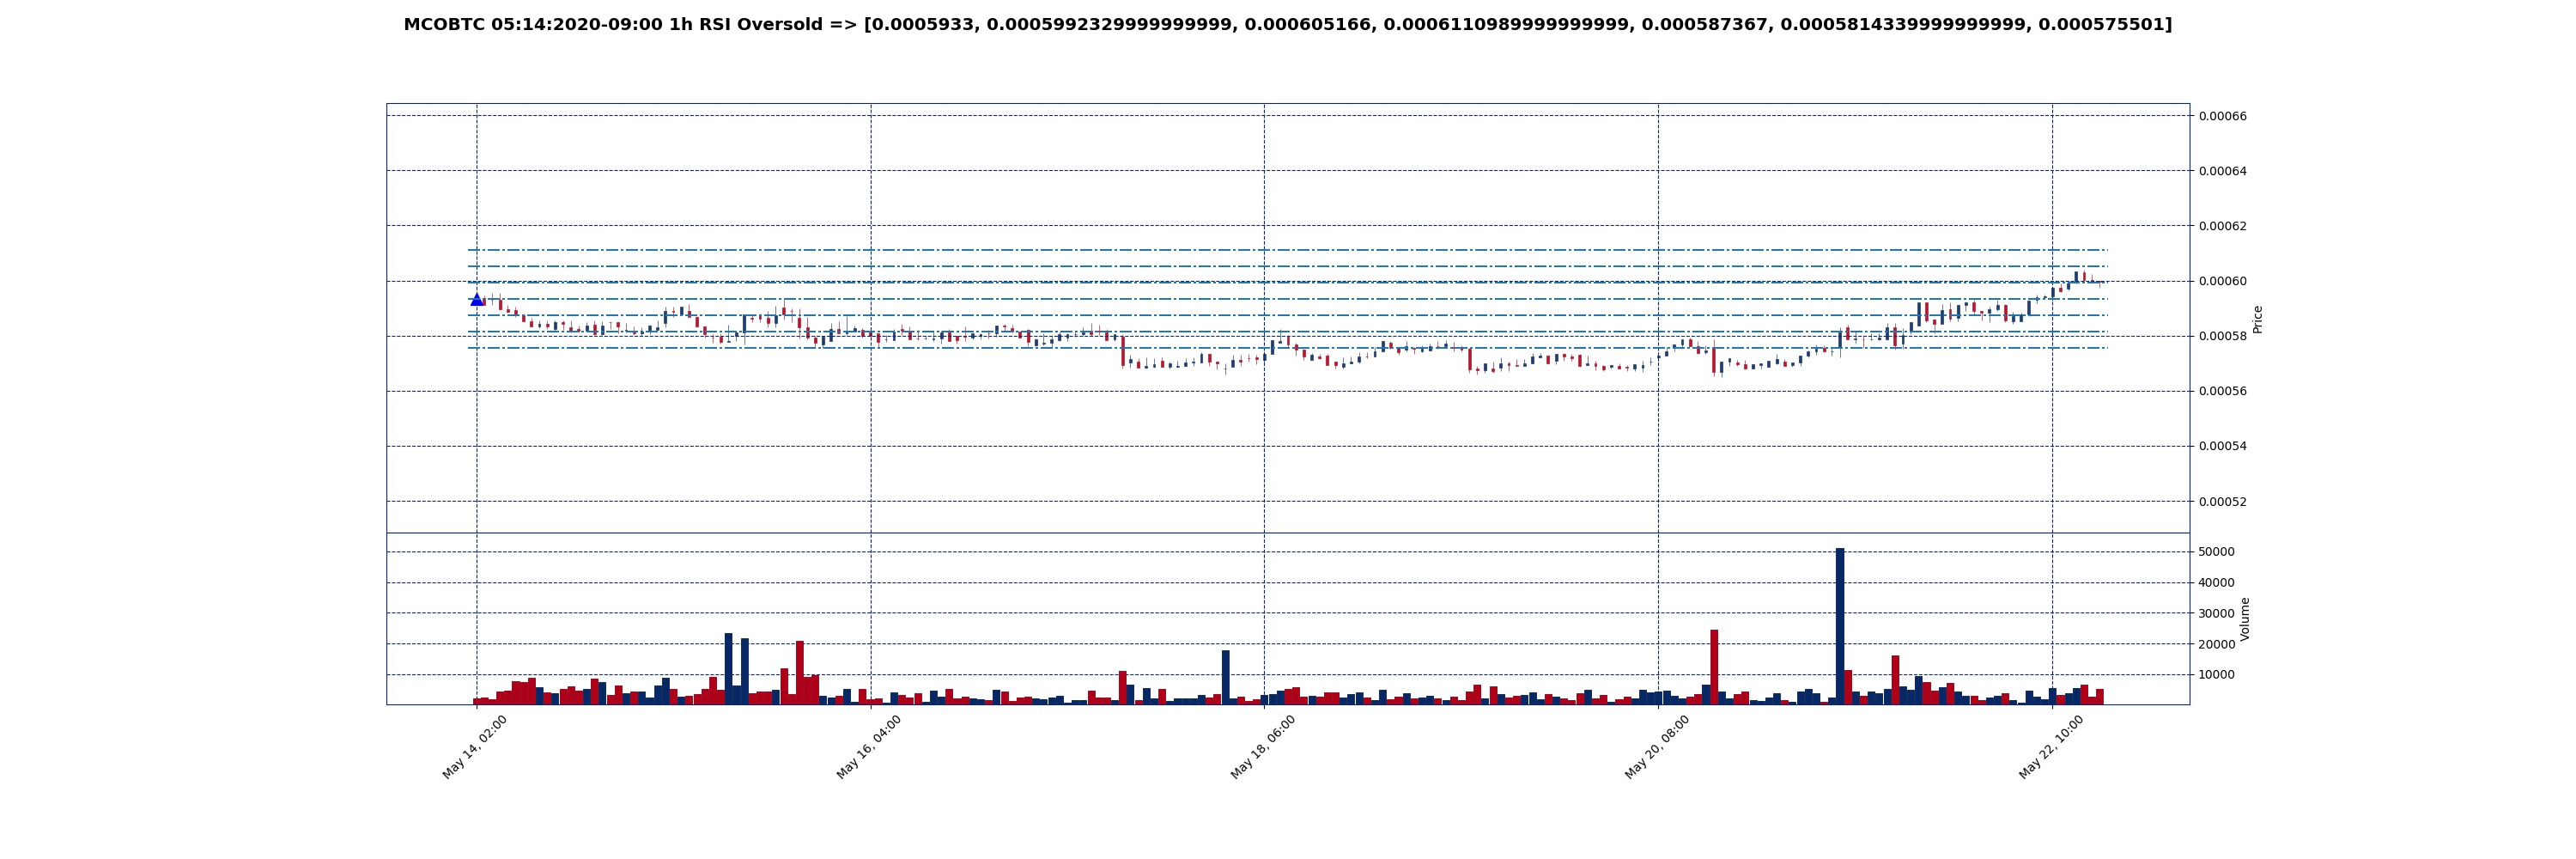 MCOBTC 05:14:2020-09:00 1h RSI Oversold => [0.0005933, 0.0005992329999999999, 0.000605166, 0.0006110989999999999, 0.000587367, 0.0005814339999999999, 0.000575501]
0.00066
0.00064
0.00062
0.00060
0.00058
0.00056
0.00054
0.00052
Price
50000
40000
30000
20000
10000
Volume
May 14, 02:00
May 16, 04:00
May 18, 06:00
May 20, 08:00
May 22, 10:00